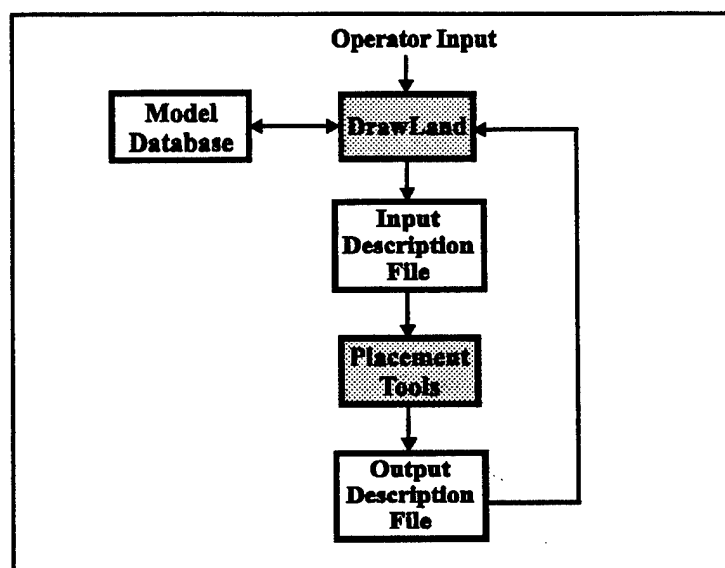 Operator Input
Model
Database
DrawLand
Input
Description
File
Placement
Tools
Output
Description
File